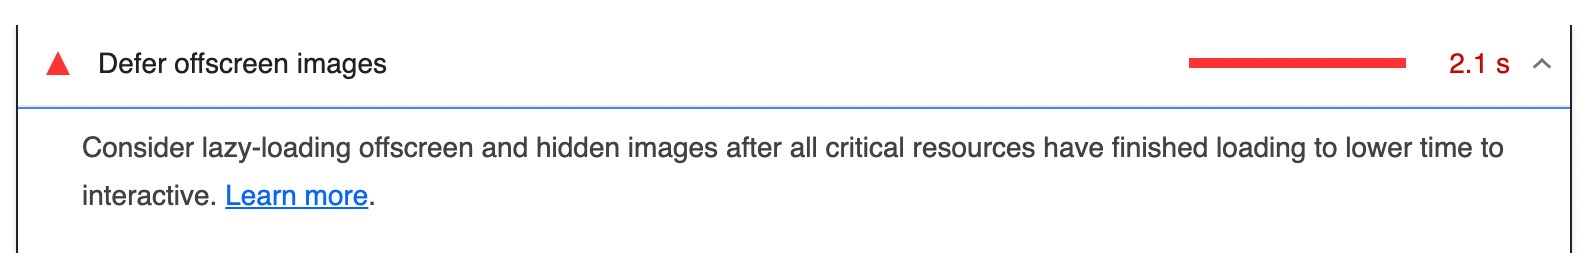 Defer offscreen images 2.1 s
Consider lazy-loading offscreen and hidden images after all critical resources have finished loading to lower time to
interactive. Learn more.